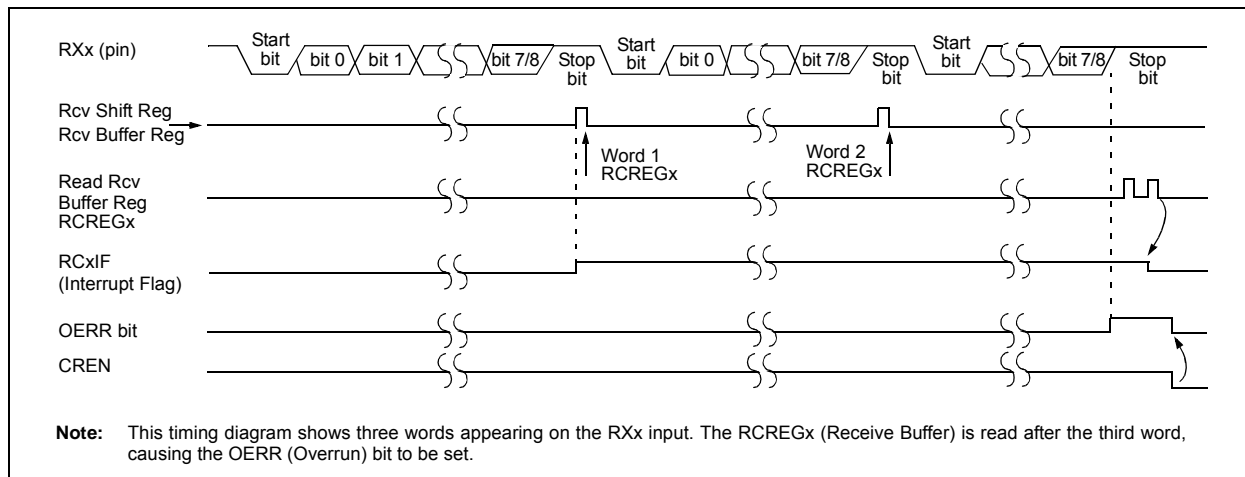 RXx (pin)
Start bit
bit 0
bit 1
bit 7/8
Stop bit
Start bit
bit 0
bit 7/8
Stop bit
Start bit
bit 7/8
Stop bit
Rcv Shift Reg
Rcv Buffer Reg
Word 1
RCREGx
Word 2
RCREGx
Read Rcv
Buffer Reg
RCREGx
RCxIF
(Interrupt Flag)
OERR bit
CREN
Note: This timing diagram shows three words appearing on the RXx input. The RCREGx (Receive Buffer) is read after the third word,
causing the OERR (Overrun) bit to be set.